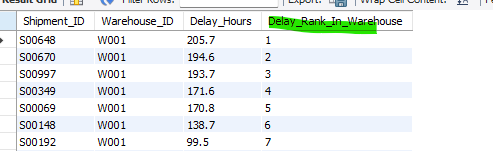 Result Grid Filter Rows: Export: Wrap Cell Content:
Shipment_ID Warehouse_ID Delay_Hours Delay_Rank_In_Warehouse
S00648 W001 205.7 1
S00670 W001 194.6 2
S00997 W001 193.7 3
S00349 W001 171.6 4
S00069 W001 170.8 5
S00148 W001 138.7 6
S00192 W001 99.5 7